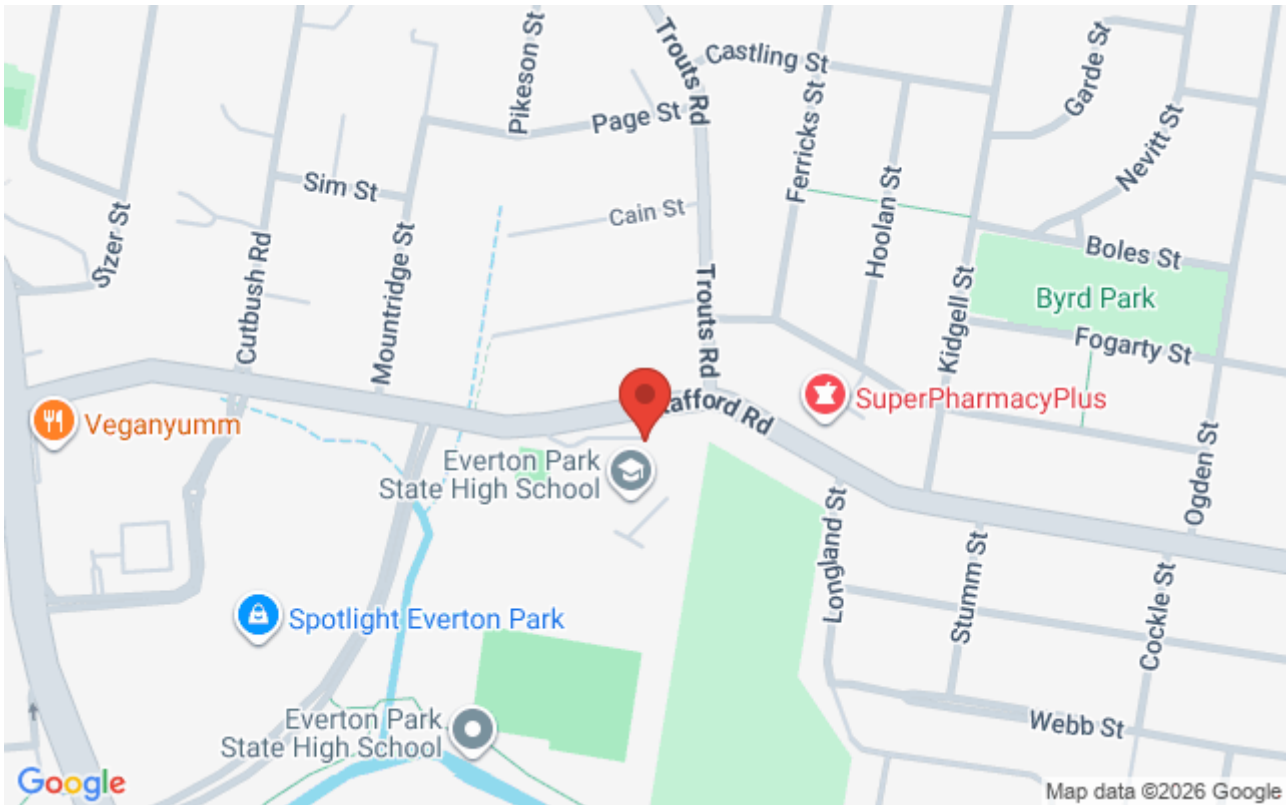 Pikeson St
Trouts Rd
Castling St
Garde St
Page St
Ferricks St
Nevitt St
Sim St
Cain St
Hoolan St
Sizer St
Cutbush Rd
Mountridge St
Boles St
Byrd Park
Trouts Rd
Kidgell St
Fogarty St
Veganyumm
tafford Rd
SuperPharmacyPlus
Everton Park
State High School
Ogden St
Longland St
Stumm St
Cockle St
Spotlight Everton Park
Everton Park
State High School
Webb St
Google
Map data ©2026 Google